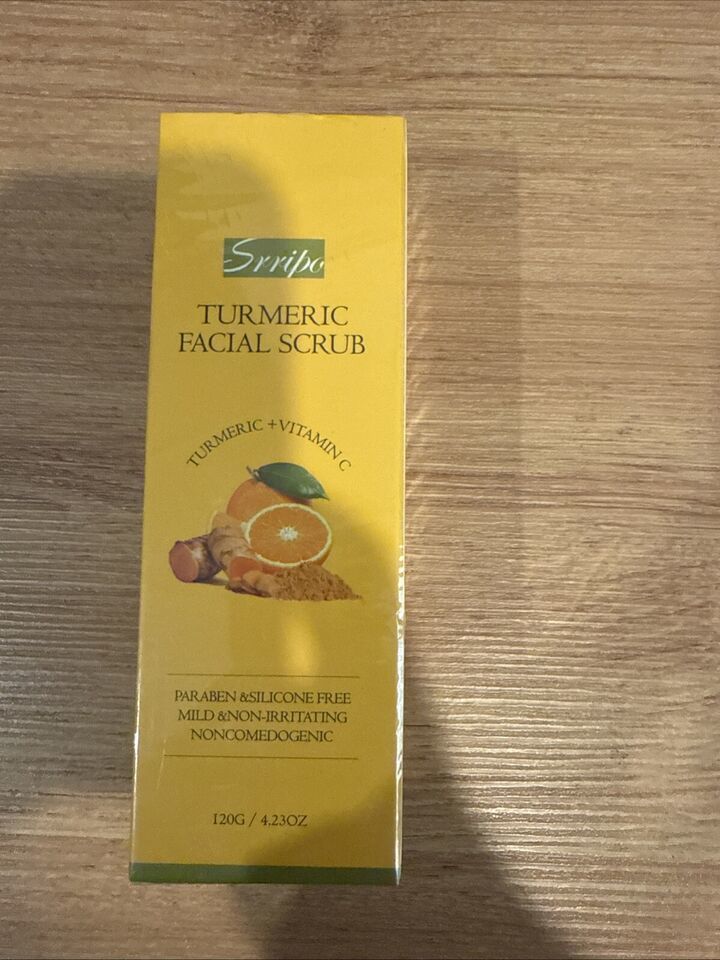 Srripo
TURMERIC
FACIAL SCRUB
TURMERIC + VITAMIN C
PARABEN &SILICONE FREE
MILD &NON-IRRITATING
NONCOMEDOGENIC
120G / 4,23OZ